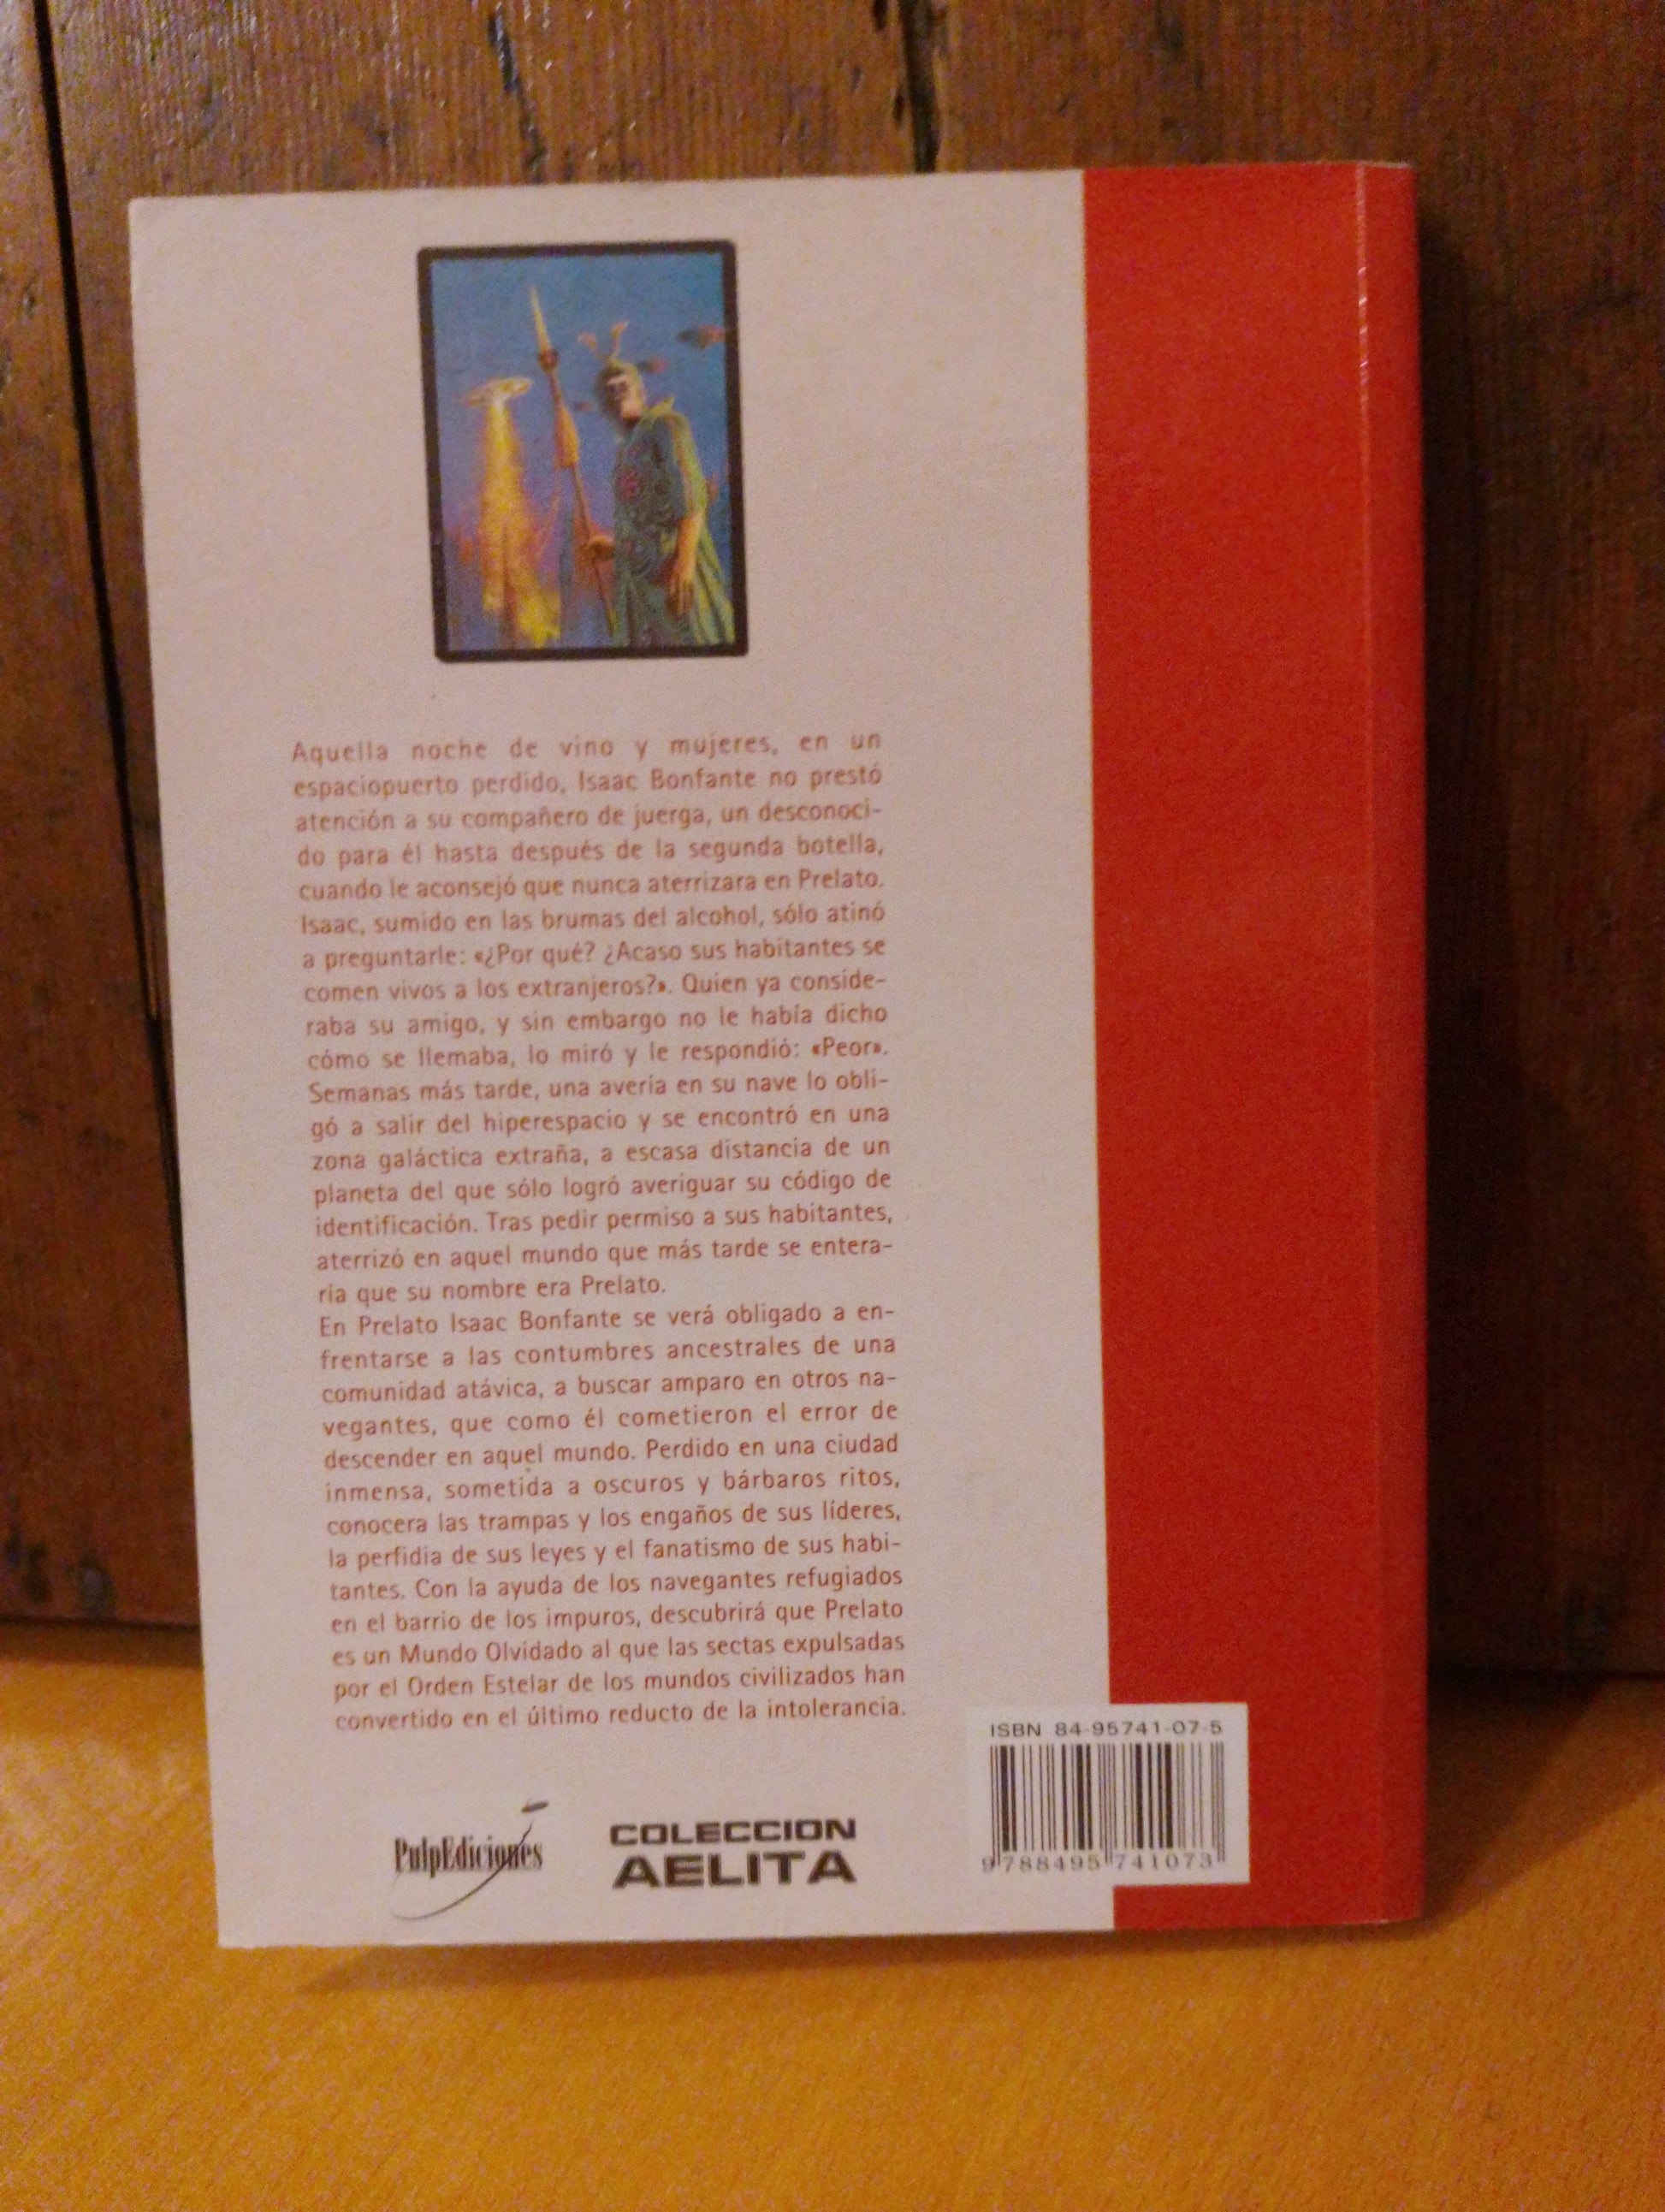 Aquella noche de vino y mujeres, en un
espaciopuerto perdido, Isaac Bonfante no prestó
atención a su compañero de juerga, un desconoci-
do para él hasta después de la segunda botella,
cuando le aconsejó que nunca aterrizara en Prelato.
Isaac, sumido en las brumas del alcohol, sólo atinó
a preguntarle: «¿Por qué? ¿Acaso sus habitantes se
comen vivos a los extranjeros?». Quien ya conside-
raba su amigo, y sin embargo no le había dicho
cómo se llemaba, lo miró y le respondió: «Peor».
Semanas más tarde, una avería en su nave lo obli-
gó a salir del hiperespacio y se encontró en una
zona galáctica extraña, a escasa distancia de un
planeta del que sólo logró averiguar su código de
identificación. Tras pedir permiso a sus habitantes,
aterrizó en aquel mundo que más tarde se entera-
ría que su nombre era Prelato.
En Prelato Isaac Bonfante se verá obligado a en-
frentarse a las contumbres ancestrales de una
comunidad atávica, a buscar amparo en otros na-
vegantes, que como él cometieron el error de
descender en aquel mundo. Perdido en una ciudad
inmensa, sometida a oscuros y bárbaros ritos,
conocera las trampas y los engaños de sus líderes,
la perfidia de sus leyes y el fanatismo de sus habi-
tantes. Con la ayuda de los navegantes refugiados
en el barrio de los impuros, descubrirá que Prelato
es un Mundo Olvidado al que las sectas expulsadas
por el Orden Estelar de los mundos civilizados han
convertido en el último reducto de la intolerancia.
PulpEdiciones
COLECCION
AELITA
ISBN 84-95741-07-5
9 788495 741073